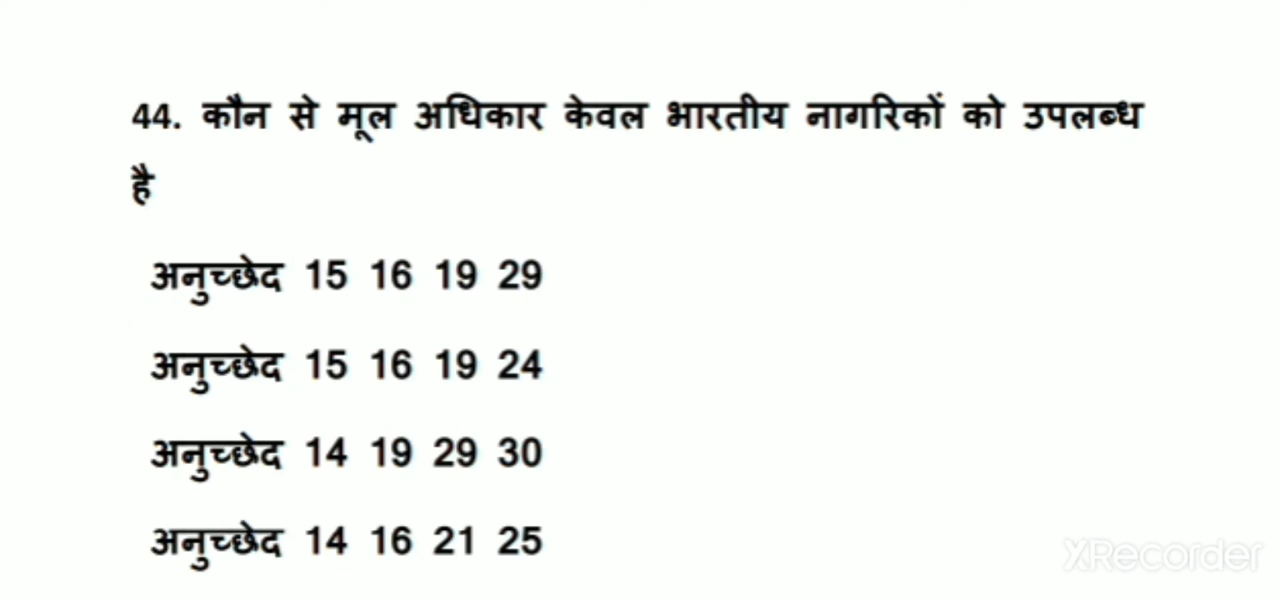 44. कौन से मूल अधिकार केवल भारतीय नागरिकों को उपलब्ध
है
अनुच्छेद 15 16 19 29
अनुच्छेद 15 16 19 24
अनुच्छेद 14 19 29 30
अनुच्छेद 14 16 21 25
XRecorder